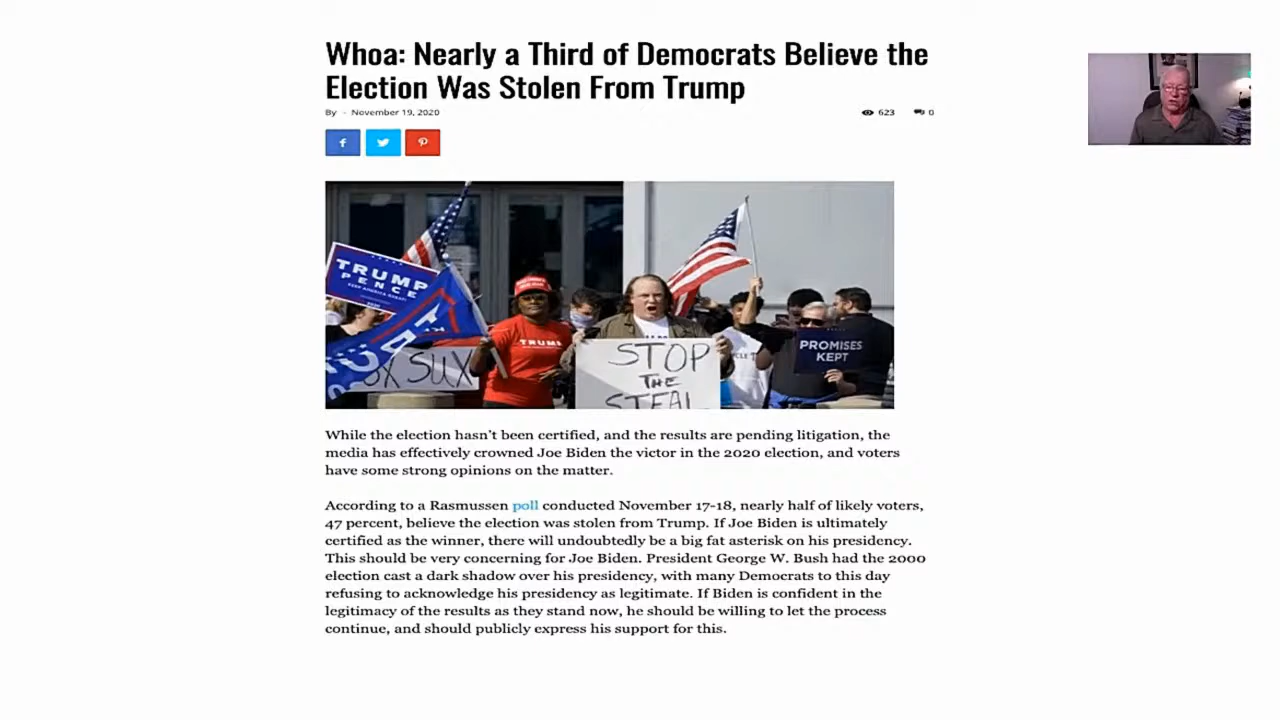 Whoa: Nearly a Third of Democrats Believe the
Election Was Stolen From Trump
By - November 19, 2020
623
0
TRUMP
PENCE
SUX
TRUMP
STOP
THE
STEAL
PROMISES
KEPT
While the election hasn't been certified, and the results are pending litigation, the
media has effectively crowned Joe Biden the victor in the 2020 election, and voters
have some strong opinions on the matter.
According to a Rasmussen poll conducted November 17-18, nearly half of likely voters,
47 percent, believe the election was stolen from Trump. If Joe Biden is ultimately
certified as the winner, there will undoubtedly be a big fat asterisk on his presidency.
This should be very concerning for Joe Biden. President George W. Bush had the 2000
election cast a dark shadow over his presidency, with many Democrats to this day
refusing to acknowledge his presidency as legitimate. If Biden is confident in the
legitimacy of the results as they stand now, he should be willing to let the process
continue, and should publicly express his support for this.